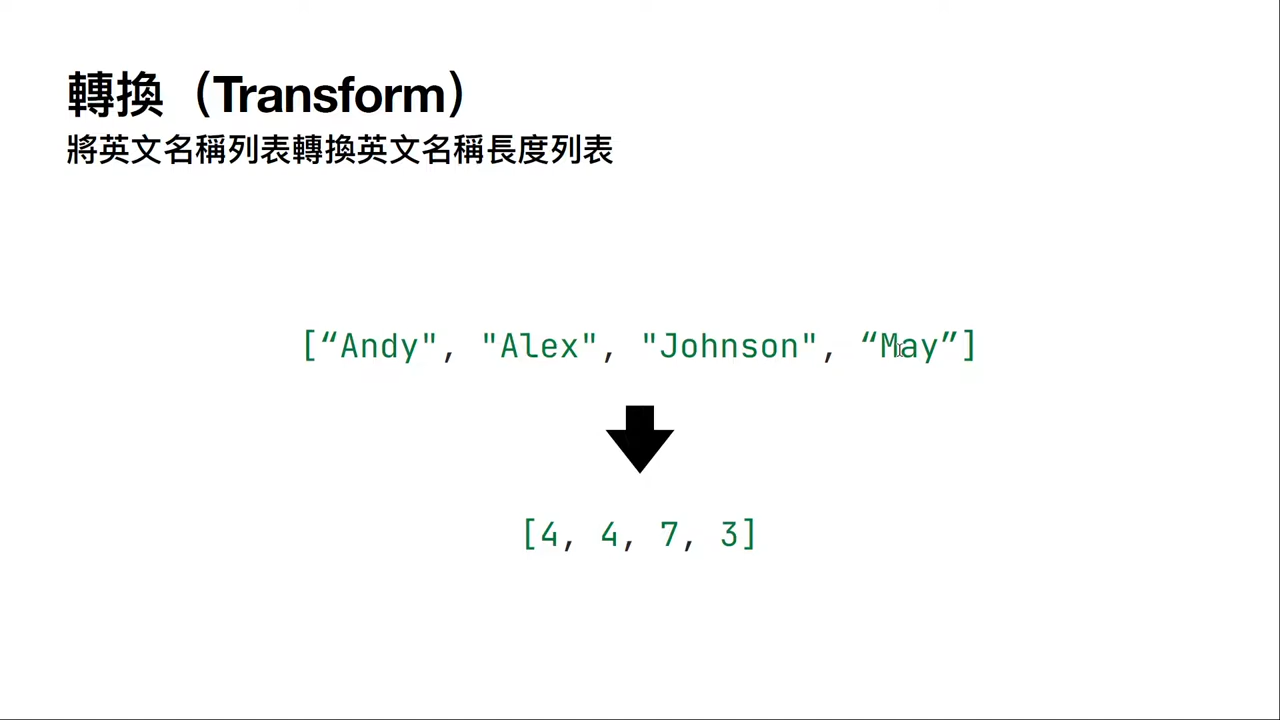 轉換（Transform）
將英文名稱列表轉換英文名稱長度列表
[“Andy", "Alex", "Johnson", “May”]
[4, 4, 7, 3]